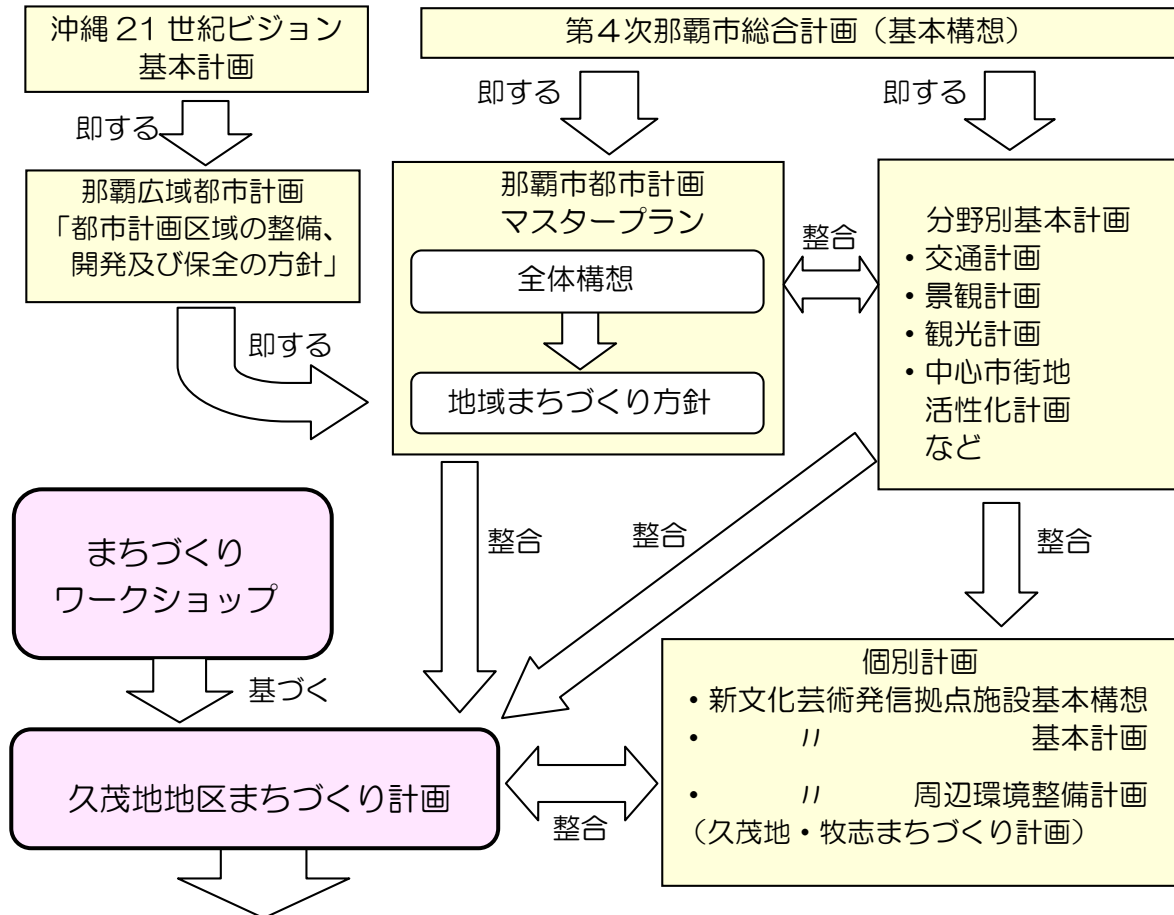 沖縄 21 世紀ビジョン
基本計画
第４次那覇市総合計画（基本構想）
即する
即する
即する
那覇広域都市計画
「都市計画区域の整備、
開発及び保全の方針」
那覇市都市計画
マスタープラン
全体構想
地域まちづくり方針
整合
分野別基本計画
・交通計画
・景観計画
・観光計画
・中心市街地
活性化計画
など
即する
まちづくり
ワークショップ
整合
整合
整合
基づく
久茂地地区まちづくり計画
整合
個別計画
・新文化芸術発信拠点施設基本構想
・ 〃 基本計画
・ 〃 周辺環境整備計画
（久茂地・牧志まちづくり計画）